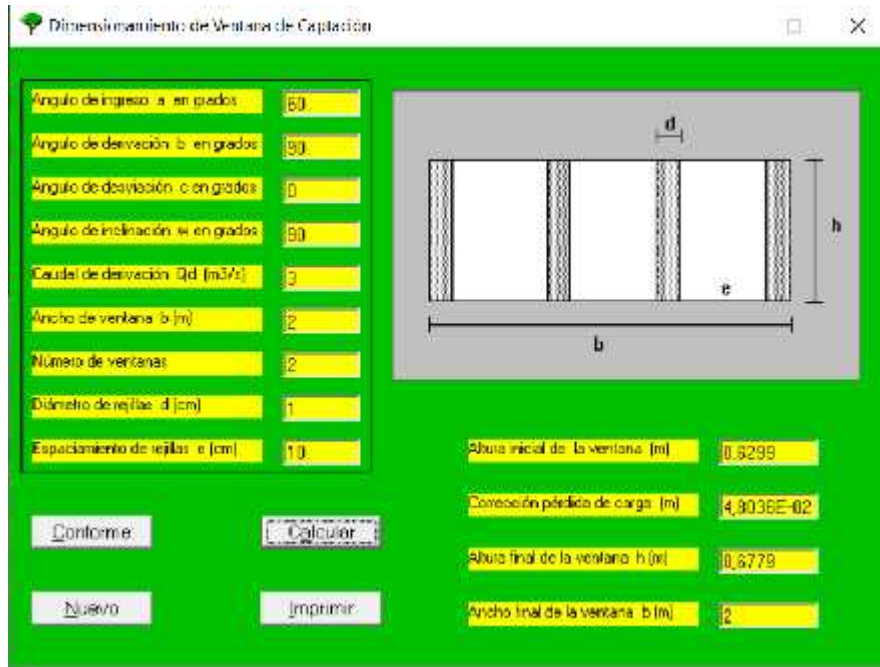 Dimensionamiento de Ventana de Captación
Angulo de ingreso a en grados
60
Angulo de derivación b en grados
90
Angulo de desviación c en grados
0
Angulo de inclinación w en grados
90
Caudal de derivación Qd (m3/s)
3
Ancho de ventana b (m)
2
Número de ventanas
2
Diámetro de rejillas d (cm)
1
Espaciamiento de rejillas e (cm)
10
d
h
e
b
Altura inicial de la ventana (m)
0.6299
Corrección pérdida de carga (m)
4,8036E-02
Altura final de la ventana h (m)
0,6779
Ancho final de la ventana b (m)
2
Conforme
Calcular
Nuevo
Imprimir